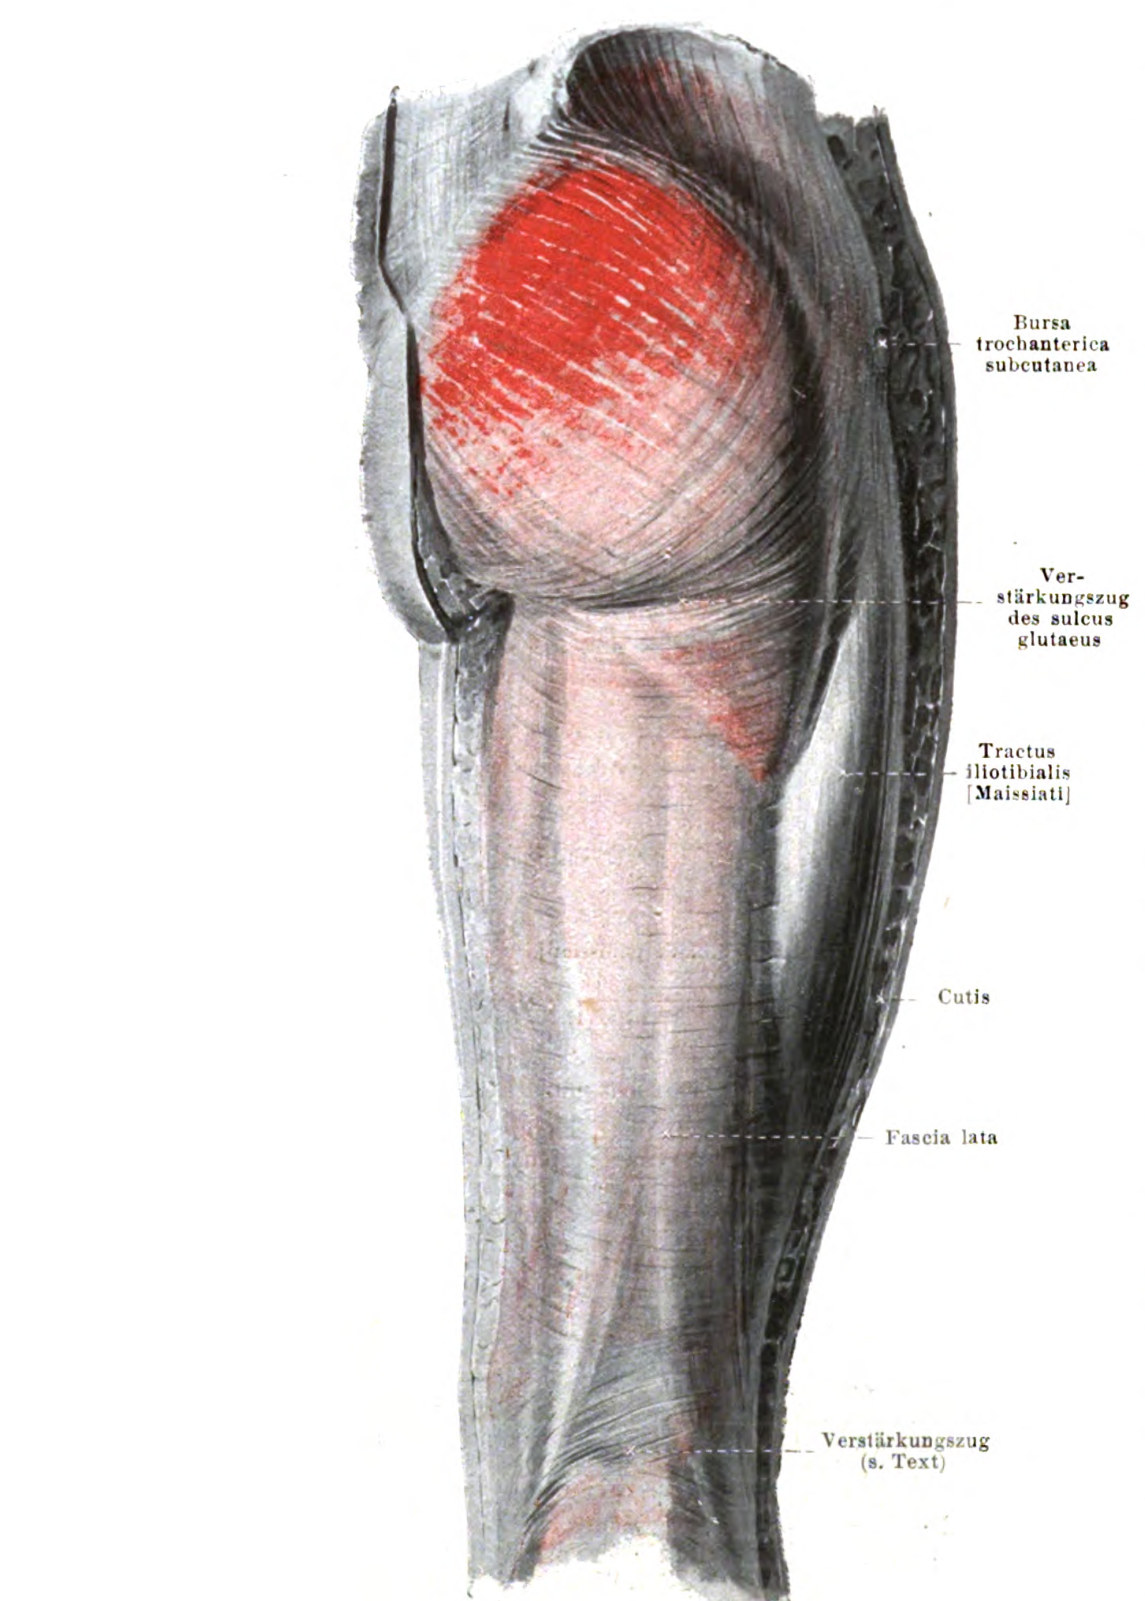 Bursa
trochanterica
subcutanea
Ver-
stärkungszug
des sulcus
glutaeus
Tractus
iliotibialis
[Maissiati]
Cutis
Fascia lata
Verstärkungszug
(s. Text)